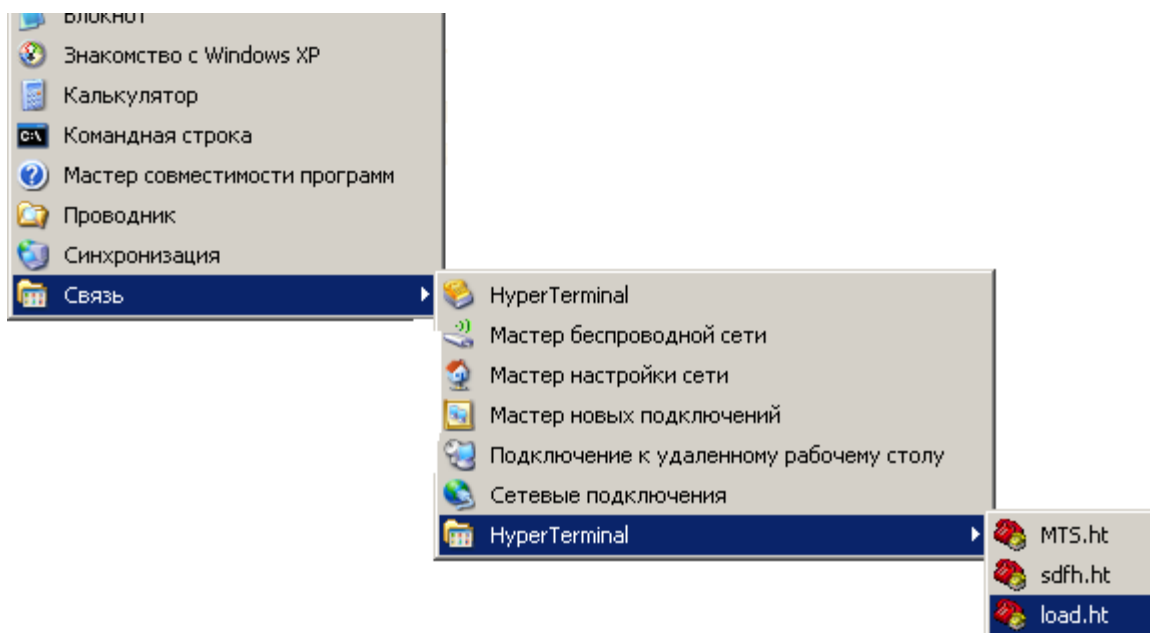 Блокнот
Знакомство с Windows XP
Калькулятор
Командная строка
Мастер совместимости программ
Проводник
Синхронизация
Связь
HyperTerminal
Мастер беспроводной сети
Мастер настройки сети
Мастер новых подключений
Подключение к удаленному рабочему столу
Сетевые подключения
HyperTerminal
MTS.ht
sdfh.ht
load.ht